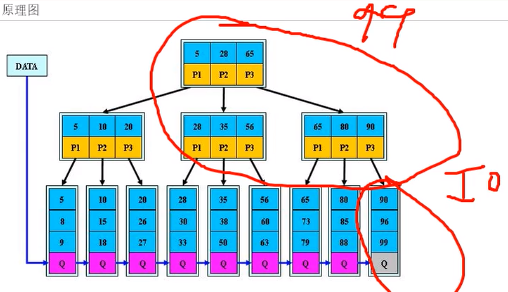 原理图
DATA
5 28 65
P1 P2 P3
5 10 20
P1 P2 P3
28 35 56
P1 P2 P3
65 80 90
P1 P2 P3
5 10 20 28 35 56 65 80 90
8 15 26 30 38 60 73 85 96
9 18 27 33 50 63 79 88 99
Q Q Q Q Q Q Q Q Q
IO